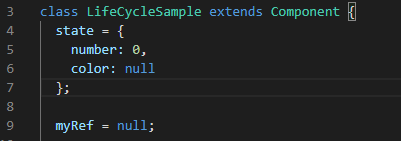 3 class LifeCycleSample extends Component {
4 state = {
5 number: 0,
6 color: null
7 };
8
9 myRef = null;